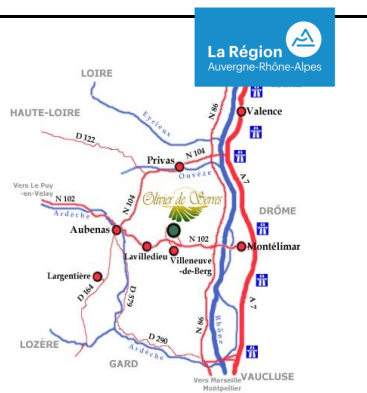 La Région
Auvergne-Rhône-Alpes
LOIRE
HAUTE-LOIRE
Eyrieux
N 86
Valence
D 122
Privas
N 104
Ouvèze
A 7
Vers Le Puy
-en-Velay
N 102
Ardèche
N 104
Olivier de Serres
DRÔME
Aubenas
N 102
Lavilledieu
Villeneuve
-de-Berg
Montélimar
Largentière
D 164
D 579
A 7
N 86
Rhône
D 290
Ardèche
LOZÈRE
GARD
Vers Marseille
Montpellier
VAUCLUSE